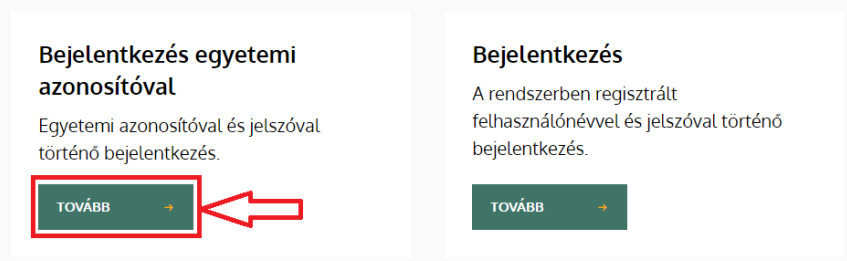 Bejelentkezés egyetemi
azonosítóval
Egyetemi azonosítóval és jelszóval
történő bejelentkezés.
TOVÁBB →
Bejelentkezés
A rendszerben regisztrált
felhasználónévvel és jelszóval történő
bejelentkezés.
TOVÁBB →